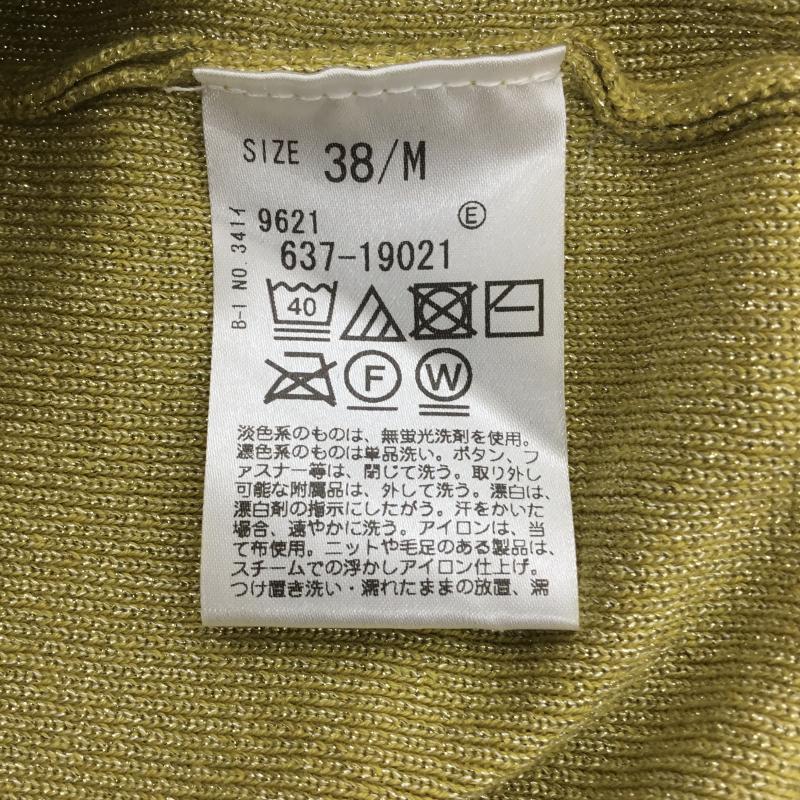 SIZE 38/M
B-1 NO.341イ
9621 Ⓔ
637-19021
40
F W
淡色系のものは、無蛍光洗剤を使用。
濃色系のものは単品洗い。ボタン、フ
ァスナー等は、閉じて洗う。取り外し
可能な附属品は、外して洗う。漂白は、
漂白剤の指示にしたがう。汗をかいた
場合、速やかに洗う。アイロンは、当
て布使用。ニットや毛足のある製品は、
スチームでの浮かしアイロン仕上げ。
つけ置き洗い・濡れたままの放置、濡